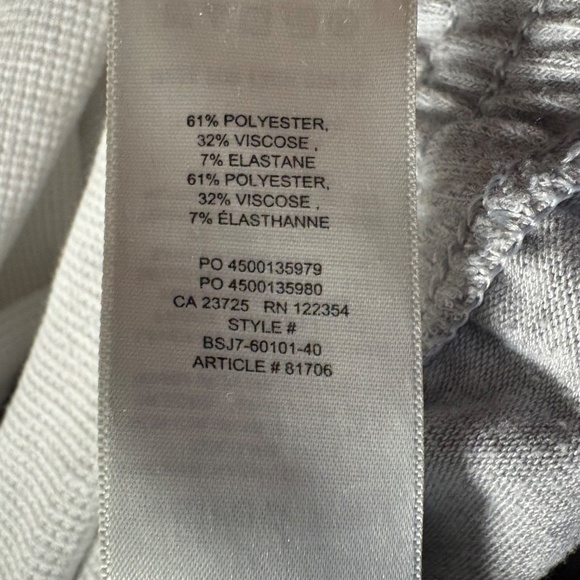 61% POLYESTER,
32% VISCOSE ,
7% ELASTANE
61% POLYESTER,
32% VISCOSE ,
7% ÉLASTHANNE
PO 4500135979
PO 4500135980
CA 23725 RN 122354
STYLE #
BSJ7-60101-40
ARTICLE # 81706